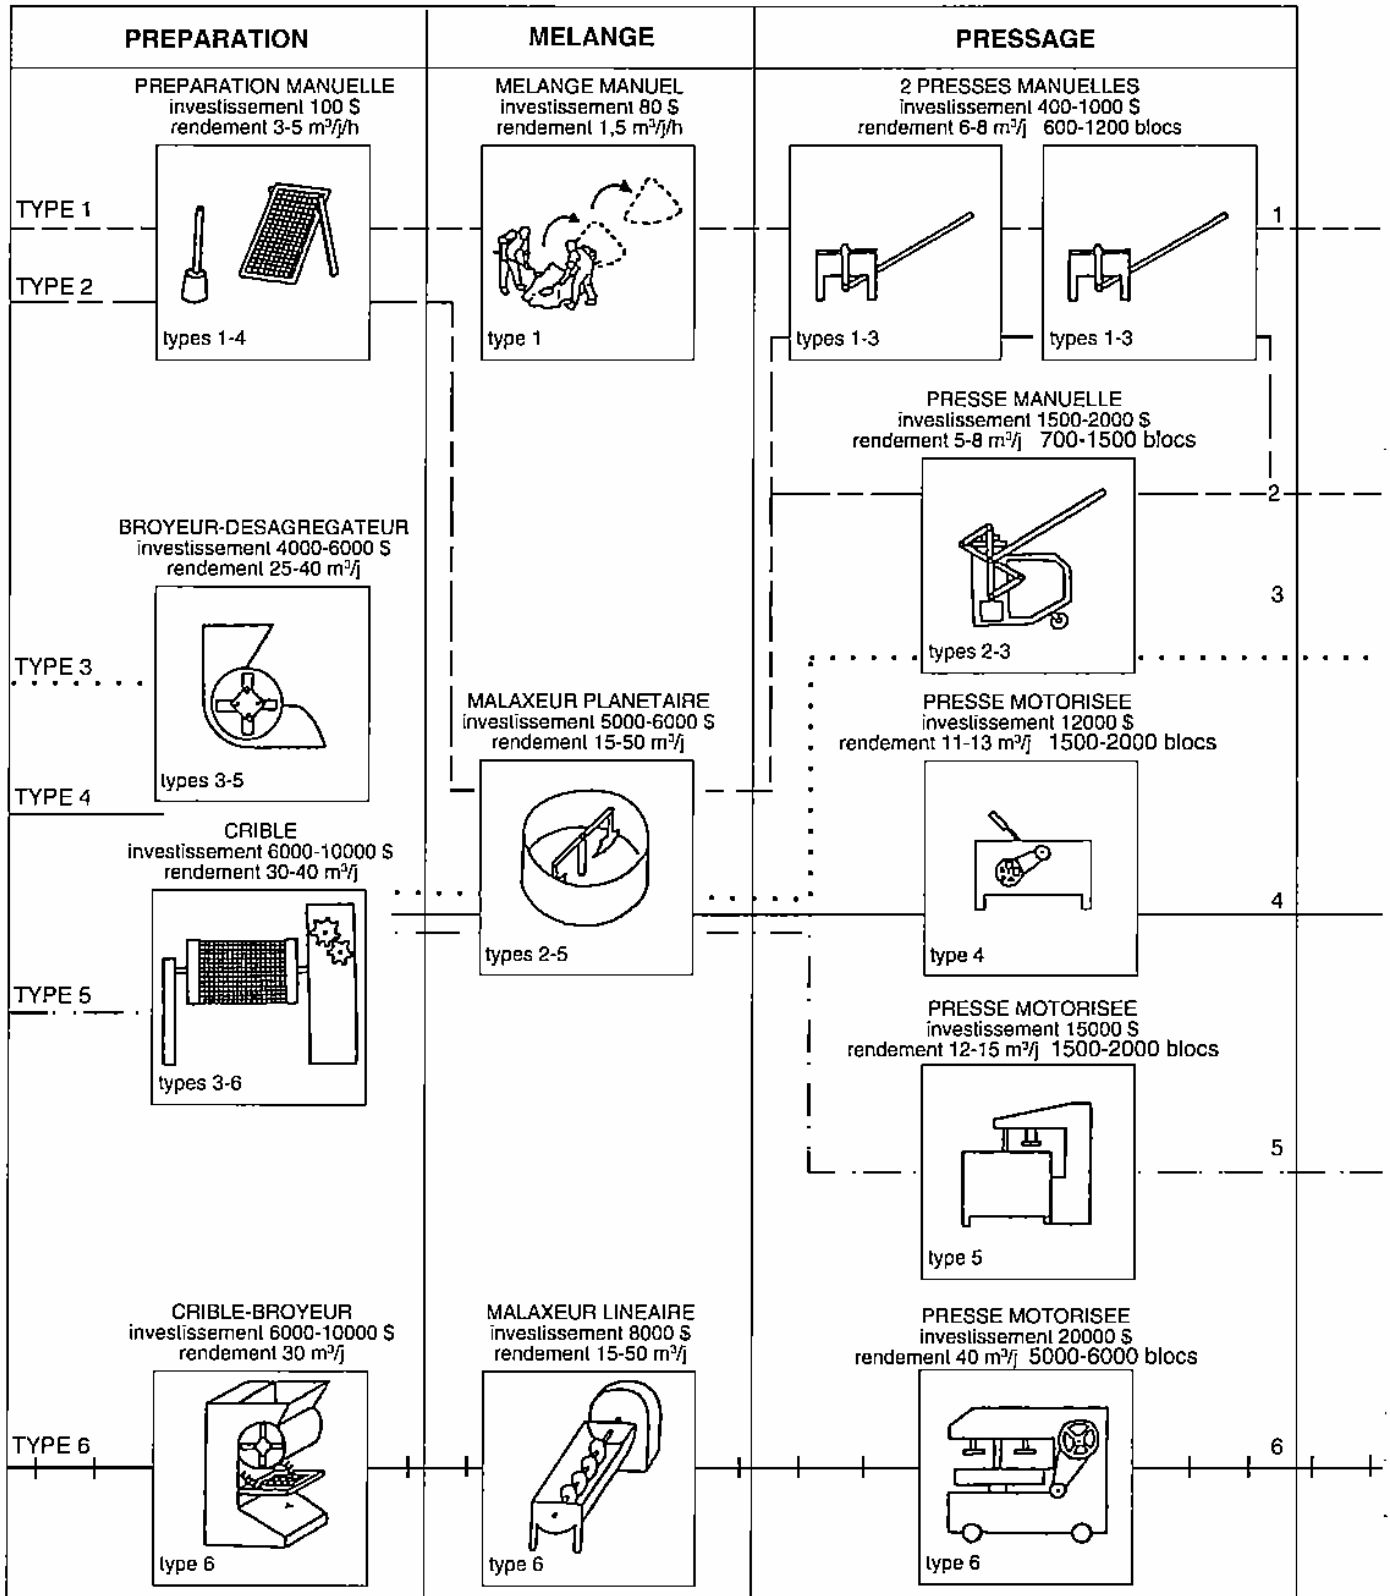 PREPARATION
MELANGE
PRESSAGE
PREPARATION MANUELLE
investissement 100 $
rendement 3-5 m³/j/h
types 1-4
MELANGE MANUEL
investissement 80 $
rendement 1,5 m³/j/h
type 1
2 PRESSES MANUELLES
investissement 400-1000 $
rendement 6-8 m³/j 600-1200 blocs
types 1-3
types 1-3
TYPE 1
1
TYPE 2
PRESSE MANUELLE
investissement 1500-2000 $
rendement 5-8 m³/j 700-1500 blocs
types 2-3
2
BROYEUR-DESAGREGATEUR
investissement 4000-6000 $
rendement 25-40 m³/j
types 3-5
3
TYPE 3
MALAXEUR PLANETAIRE
investissement 5000-6000 $
rendement 15-50 m³/j
types 2-5
PRESSE MOTORISEE
investissement 12000 $
rendement 11-13 m³/j 1500-2000 blocs
type 4
TYPE 4
CRIBLE
investissement 6000-10000 $
rendement 30-40 m³/j
types 3-6
4
TYPE 5
PRESSE MOTORISEE
investissement 15000 $
rendement 12-15 m³/j 1500-2000 blocs
type 5
5
CRIBLE-BROYEUR
investissement 6000-10000 $
rendement 30 m³/j
type 6
MALAXEUR LINEAIRE
investissement 8000 $
rendement 15-50 m³/j
type 6
PRESSE MOTORISEE
investissement 20000 $
rendement 40 m³/j 5000-6000 blocs
type 6
TYPE 6
6